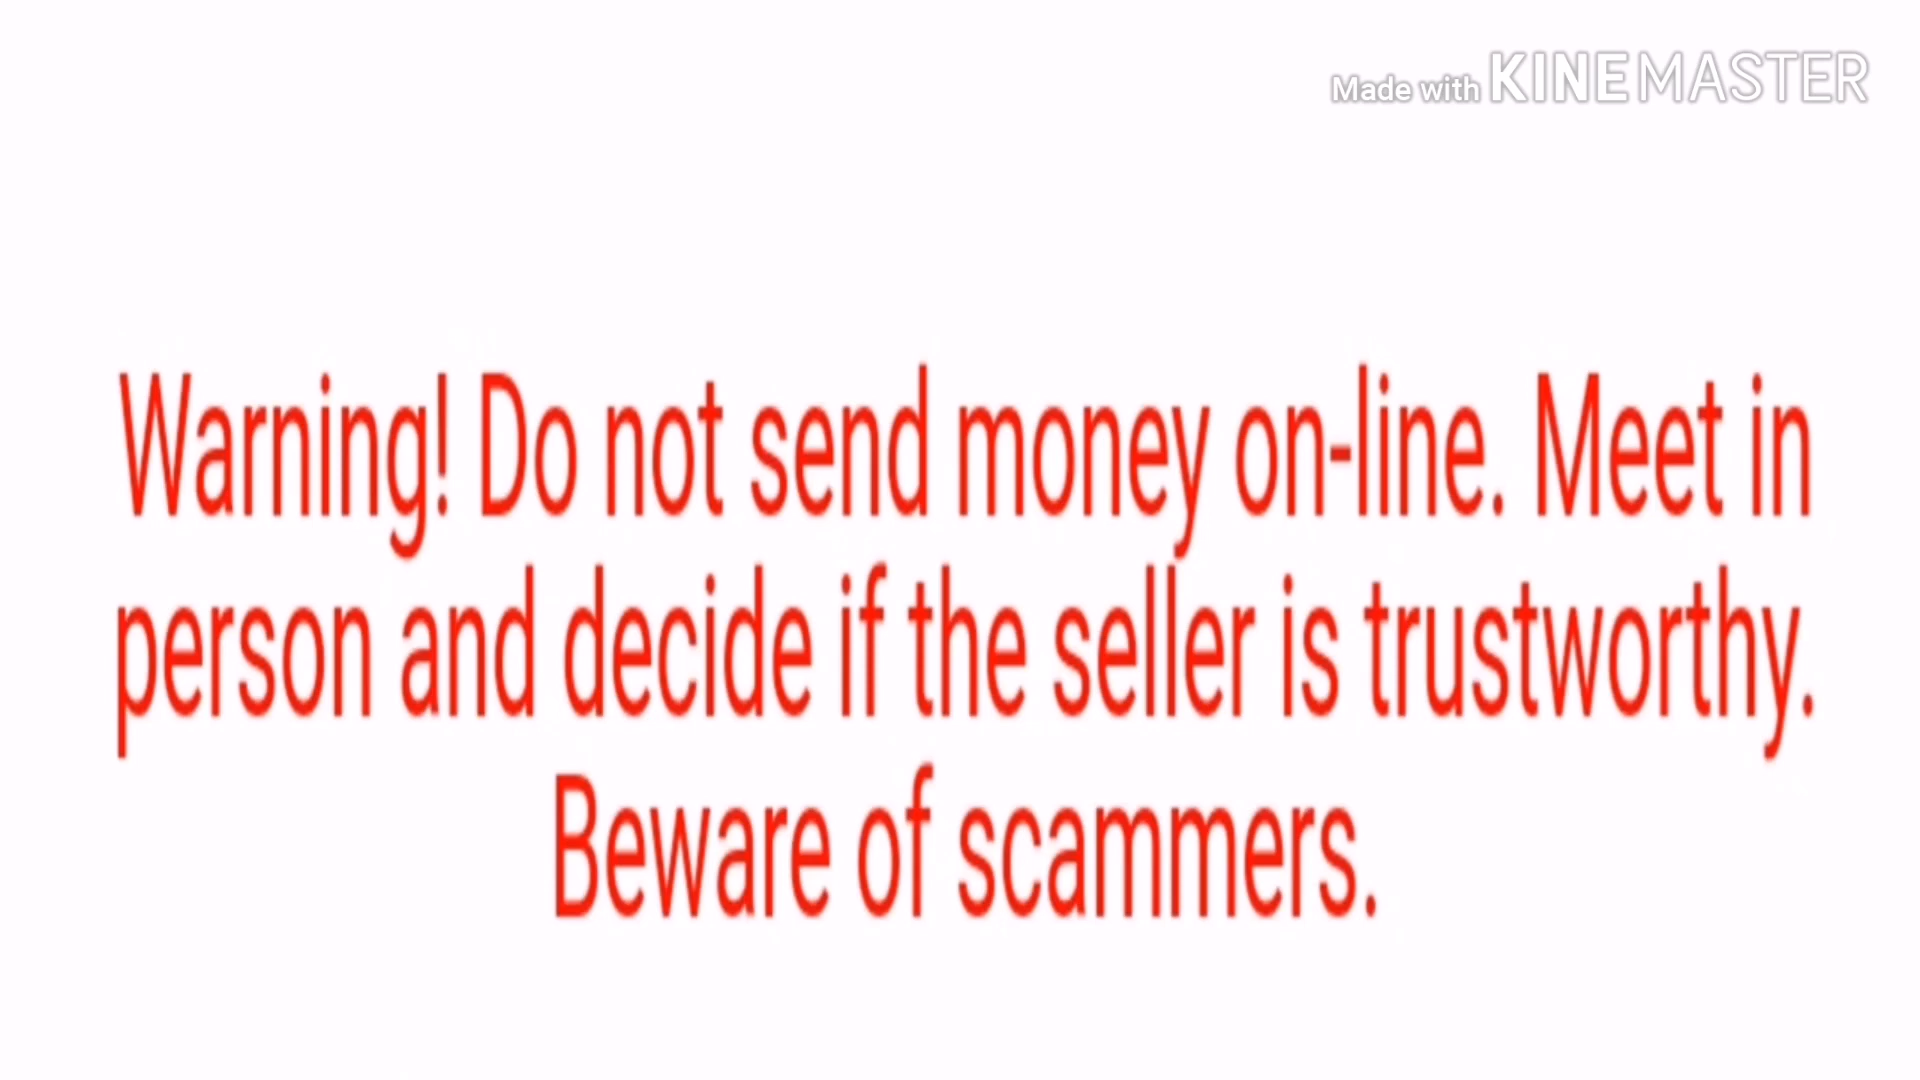 Made with KINEMASTER
Warning! Do not send money on-line. Meet in
person and decide if the seller is trustworthy.
Beware of scammers.